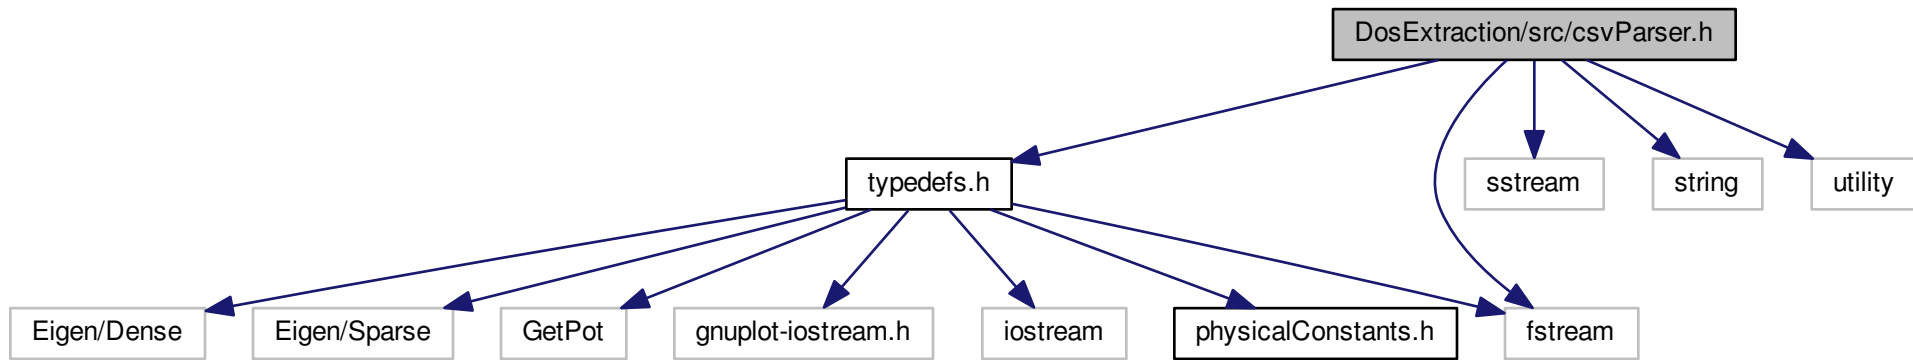 DosExtraction/src/csvParser.h
typedefs.h
sstream
string
utility
Eigen/Dense
Eigen/Sparse
GetPot
gnuplot-iostream.h
iostream
physicalConstants.h
fstream